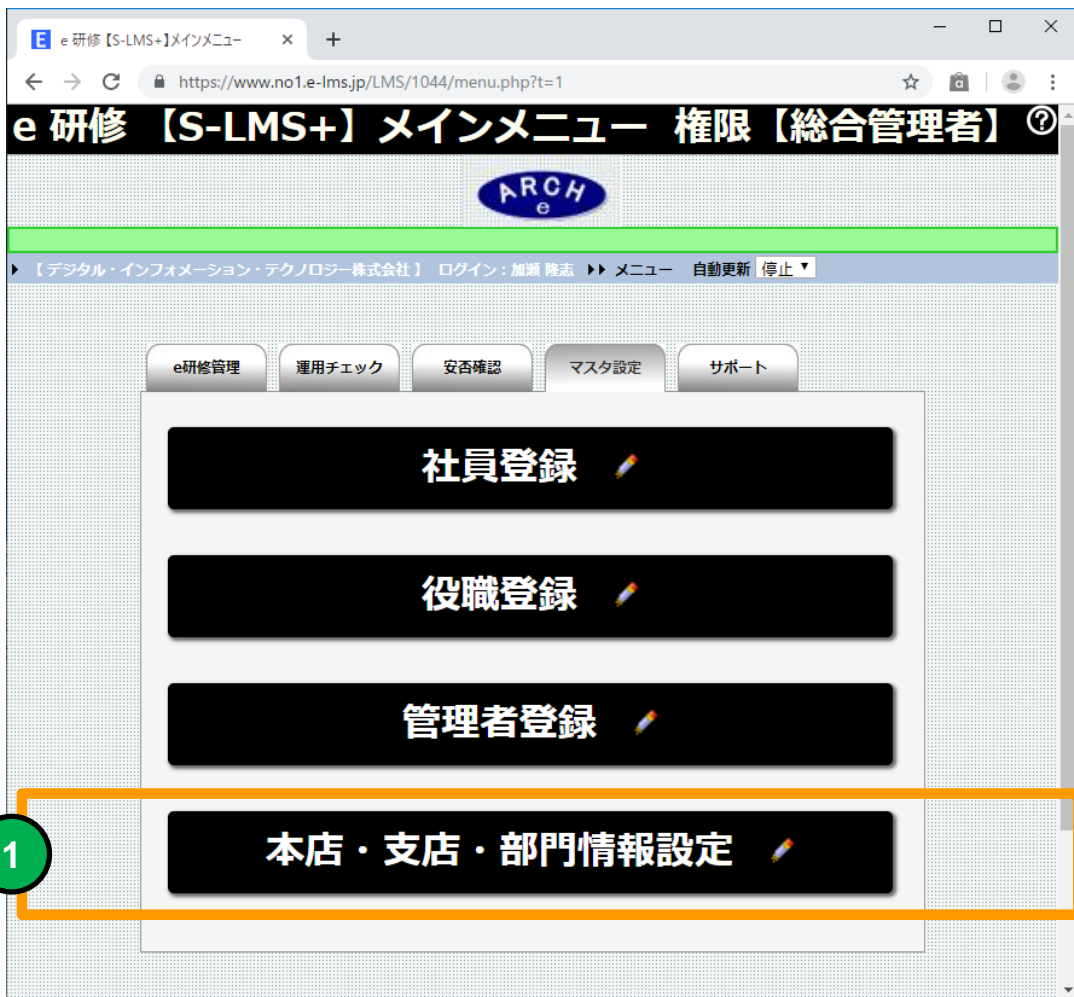 E e 研修【S-LMS+】メインメニュー × +
https://www.no1.e-lms.jp/LMS/1044/menu.php?t=1
e 研修 【S-LMS+】メインメニュー 権限【総合管理者】 ?
ARCH
e
【 デジタル・インフォメーション・テクノロジー株式会社 】 ログイン : 加瀬 隆志 メニュー 自動更新 停止
e研修管理 運用チェック 安否確認 マスタ設定 サポート
社員登録
役職登録
管理者登録
1 本店・支店・部門情報設定